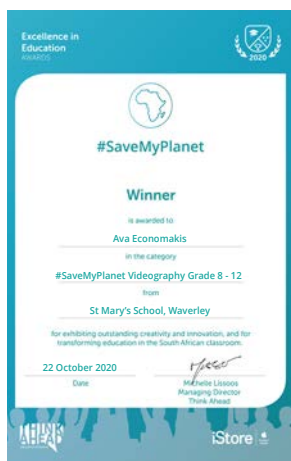 Excellence in
Education
AWARDS
2020
#SaveMyPlanet
Winner
is awarded to
Ava Economakis
in the category
#SaveMyPlanet Videography Grade 8 - 12
from
St Mary's School, Waverley
for exhibiting outstanding creativity and innovation, and for
transforming education in the South African classroom.
22 October 2020
Date
Michelle Lissoos
Managing Director
Think Ahead
THINK
AHEAD
iStore